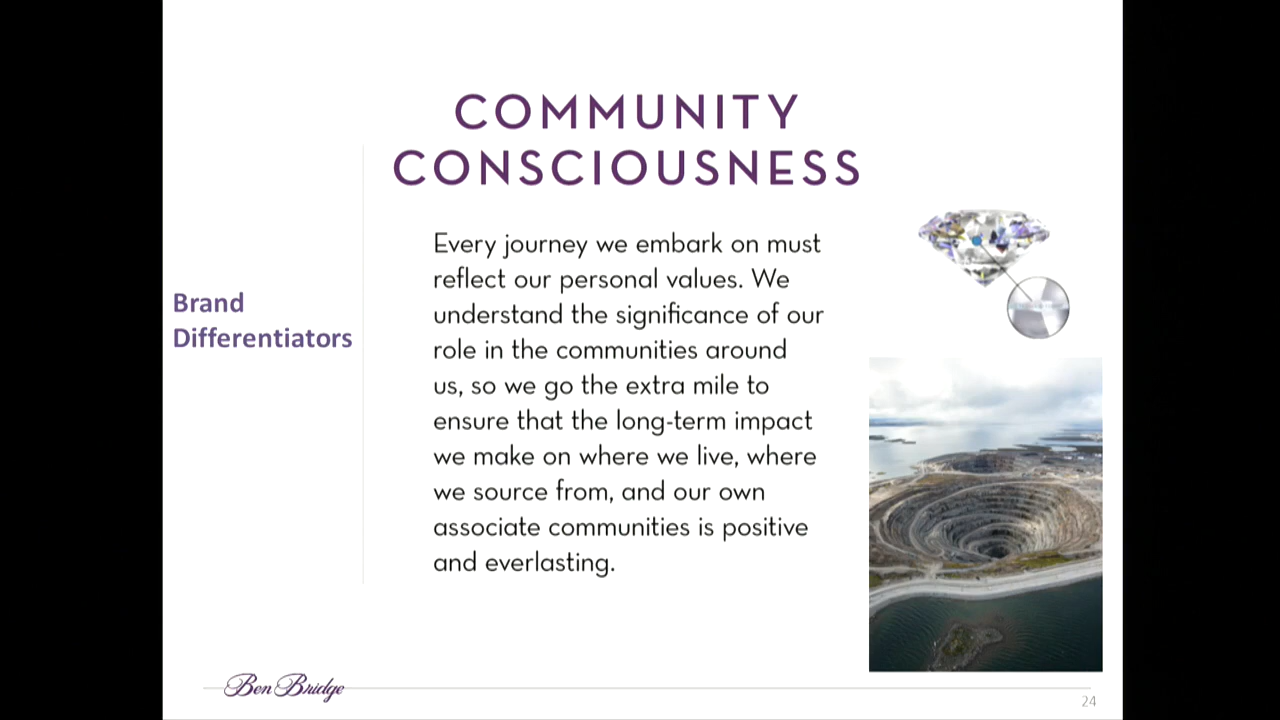 COMMUNITY
CONSCIOUSNESS
Brand
Differentiators
Every journey we embark on must
reflect our personal values. We
understand the significance of our
role in the communities around
us, so we go the extra mile to
ensure that the long-term impact
we make on where we live, where
we source from, and our own
associate communities is positive
and everlasting.
Ben Bridge
24